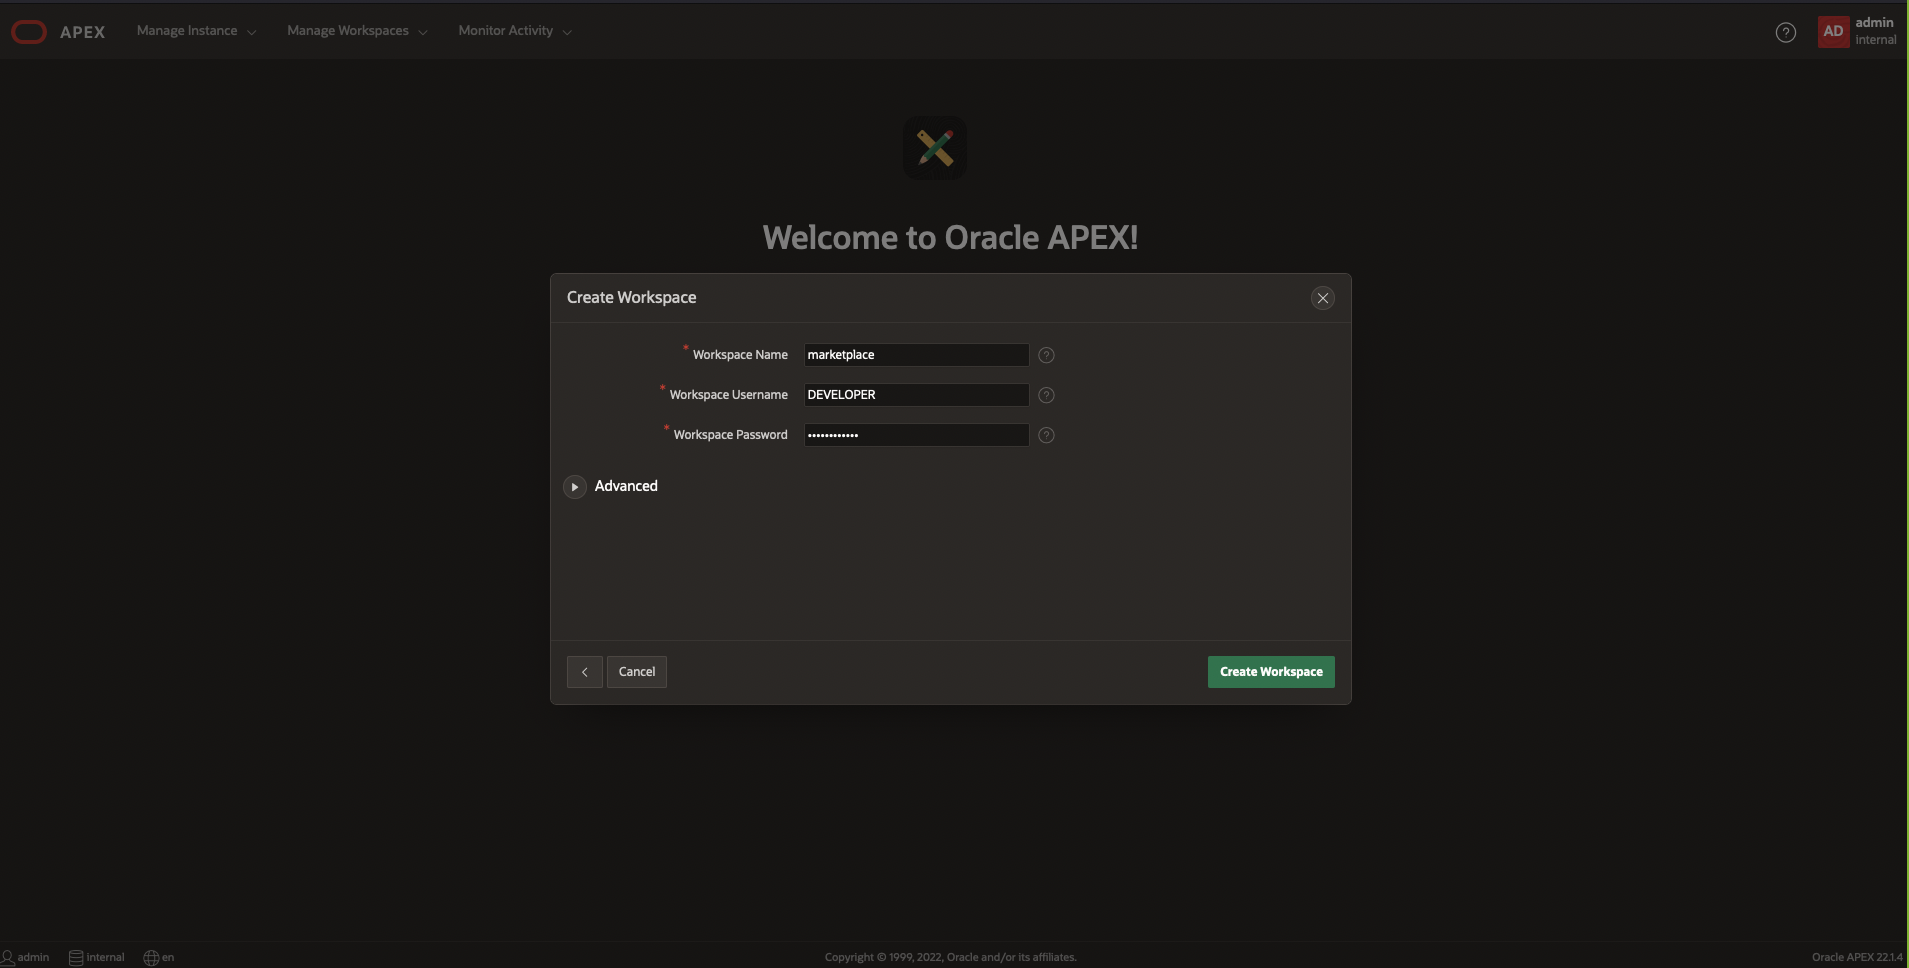 APEX Manage Instance Manage Workspaces Monitor Activity ? AD admin
internal
Welcome to Oracle APEX!
Create Workspace
* Workspace Name marketplace ?
* Workspace Username DEVELOPER ?
* Workspace Password •••••••••••• ?
Advanced
Cancel Create Workspace
admin internal en Copyright © 1999, 2022, Oracle and/or its affiliates. Oracle APEX 22.1.4